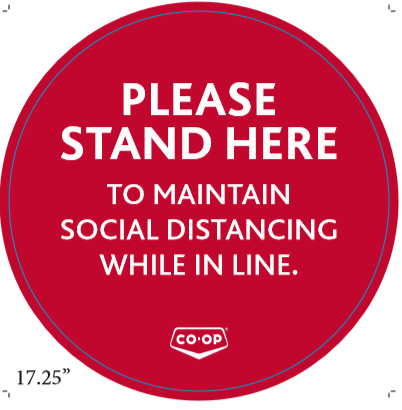 PLEASE
STAND HERE
TO MAINTAIN
SOCIAL DISTANCING
WHILE IN LINE.
CO·OP®
17.25”